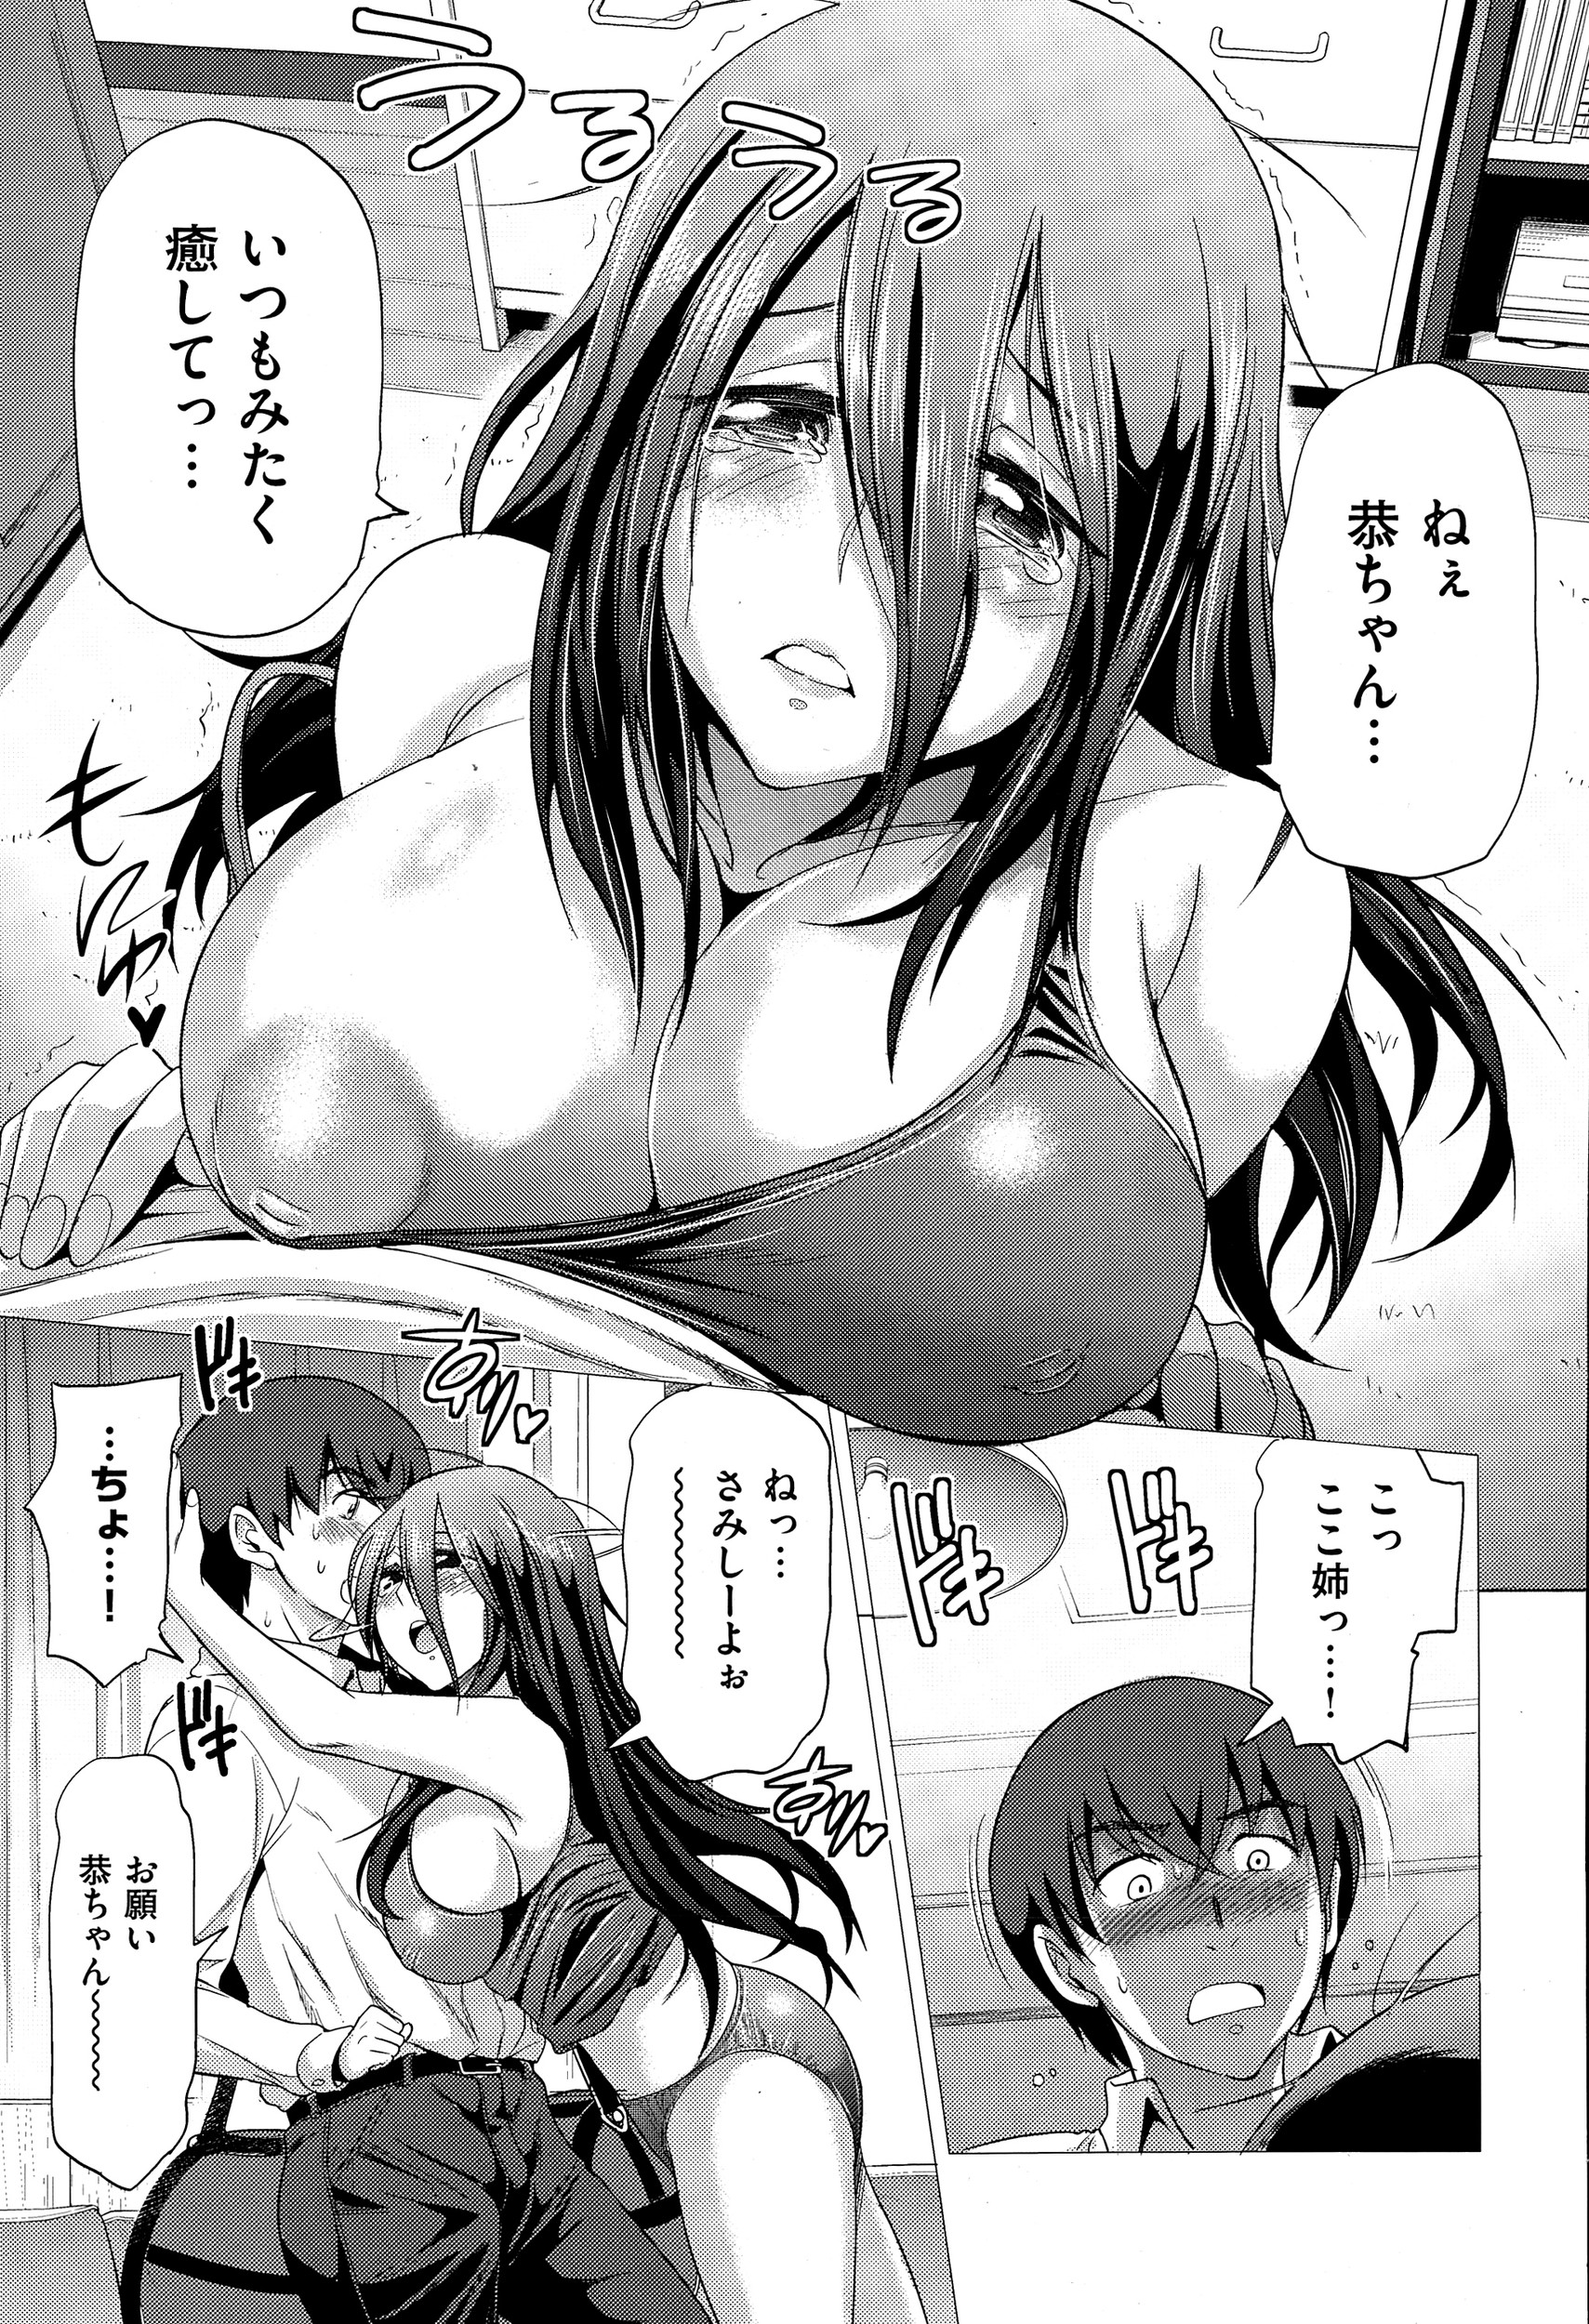 うるうる
ねぇ
恭ちゃん…
いつもみたく
癒してっ…
もにゅ
こっ
ここ姉っ…！
ドキ
ドキ
ねっ…
さみしーよぉ
すり
ドキ
…ちょ…！
すり
ドキ
お願い
恭ちゃん